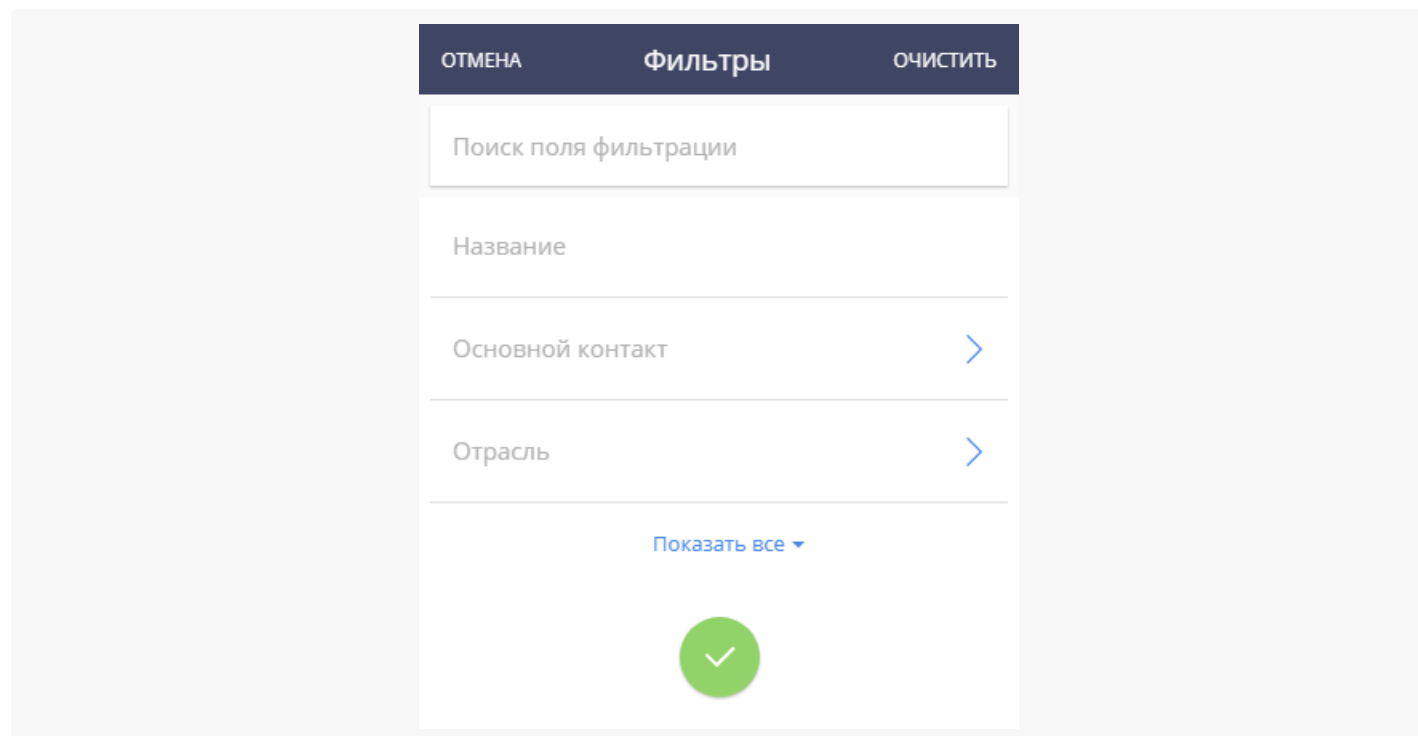 ОТМЕНА Фильтры ОЧИСТИТЬ
Поиск поля фильтрации
Название
Основной контакт
Отрасль
Показать все